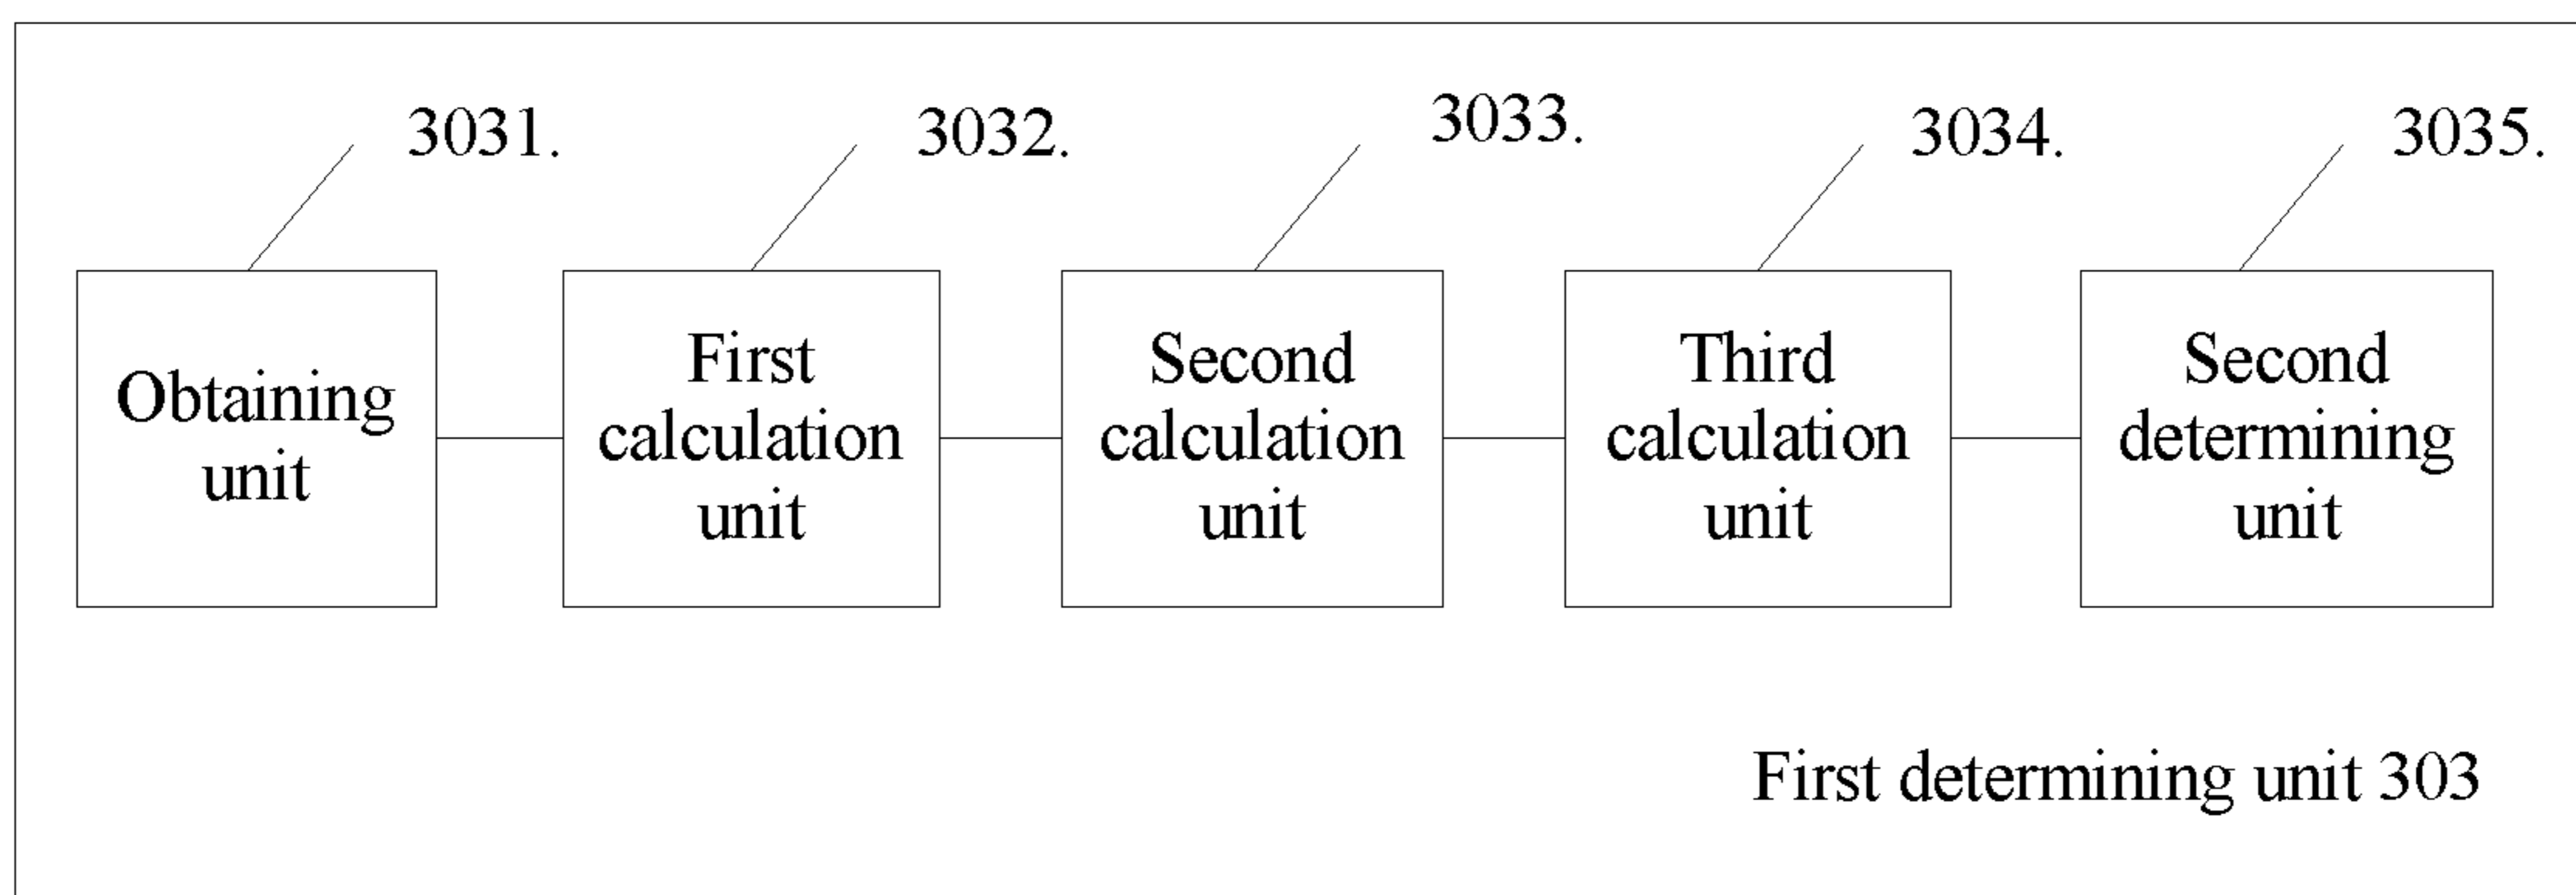 3031.
3032.
3033.
3034.
3035.
Obtaining
unit
First
calculation
unit
Second
calculation
unit
Third
calculation
unit
Second
determining
unit
First determining unit 303